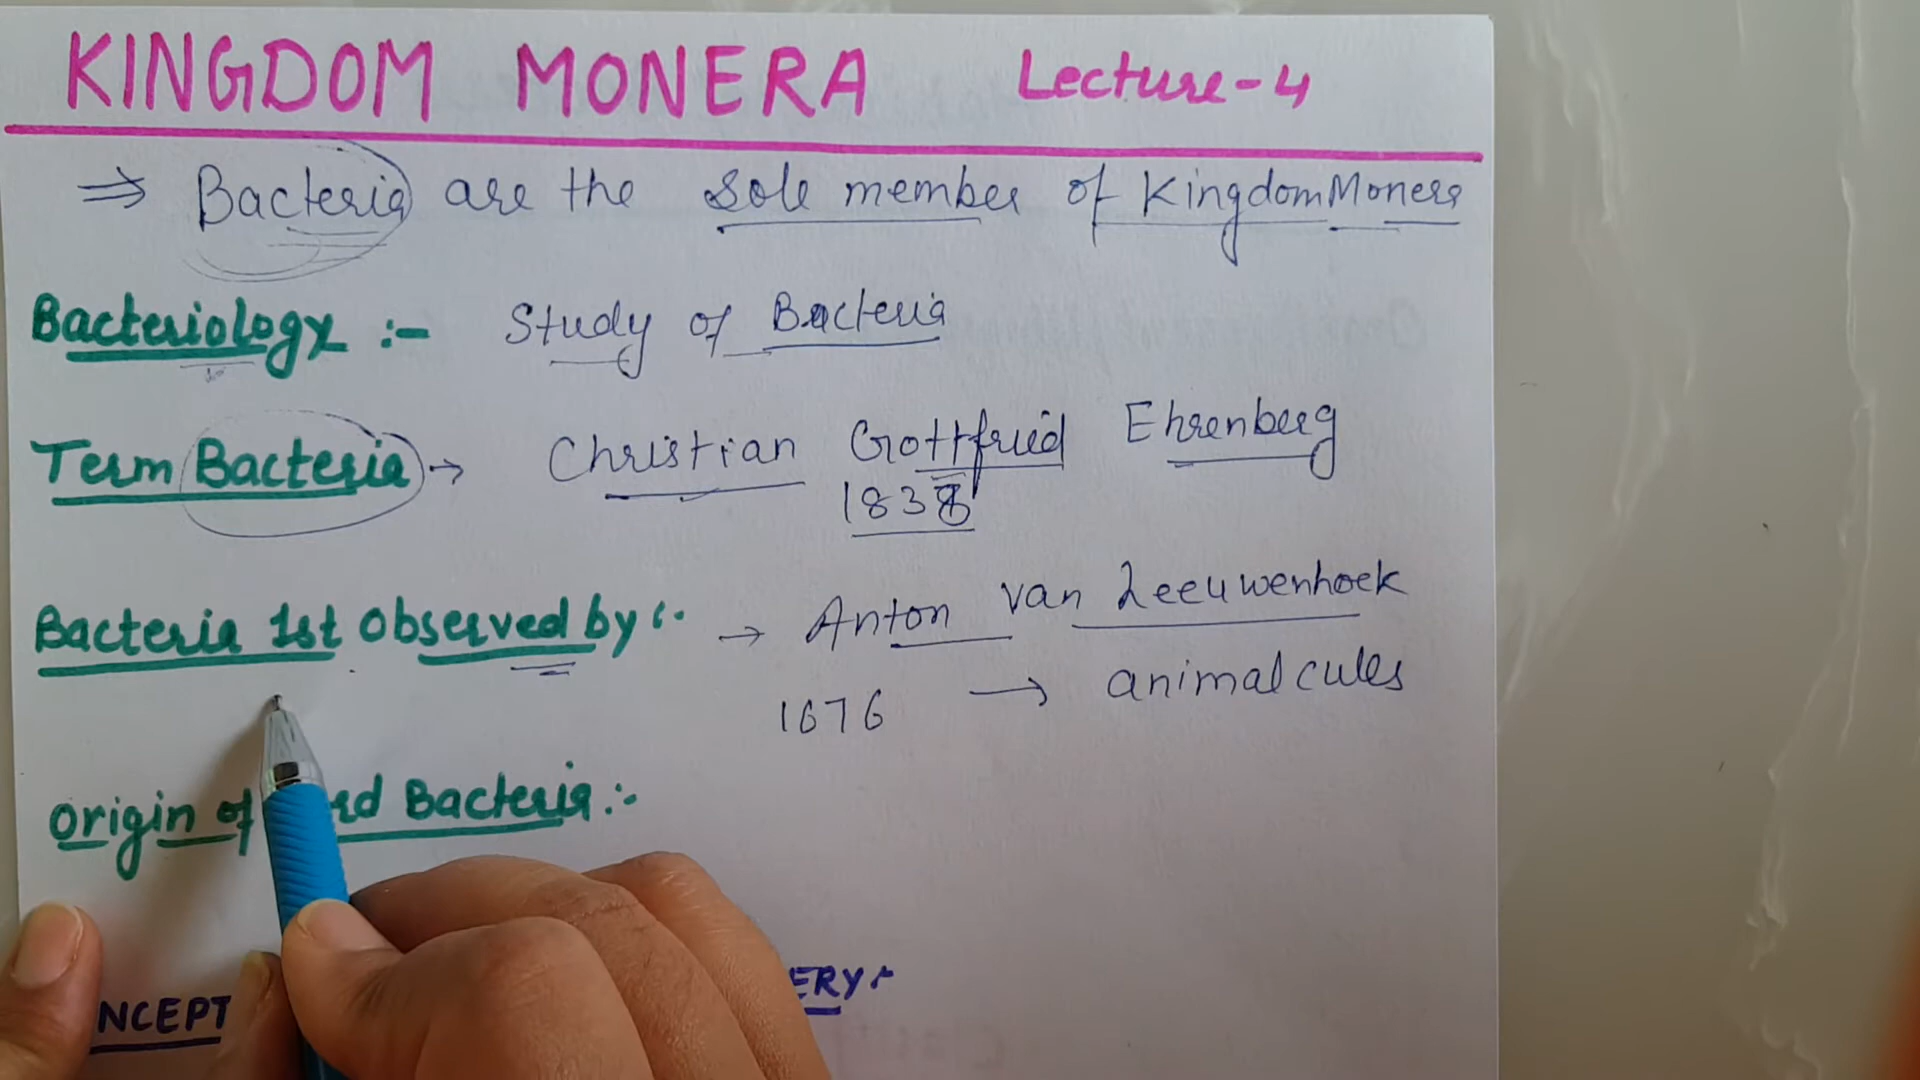 KINGDOM MONERA Lecture-4
⇒ Bacteria are the sole member of Kingdom Monera
Bacteriology :- Study of Bacteria
Term Bacteria → Christian Gottfried Ehrenberg
1838
Bacteria 1st Observed by :- → Anton van Leeuwenhoek
1676 → animalcules
Origin of rd Bacteria :-
NCEPT ERY:-